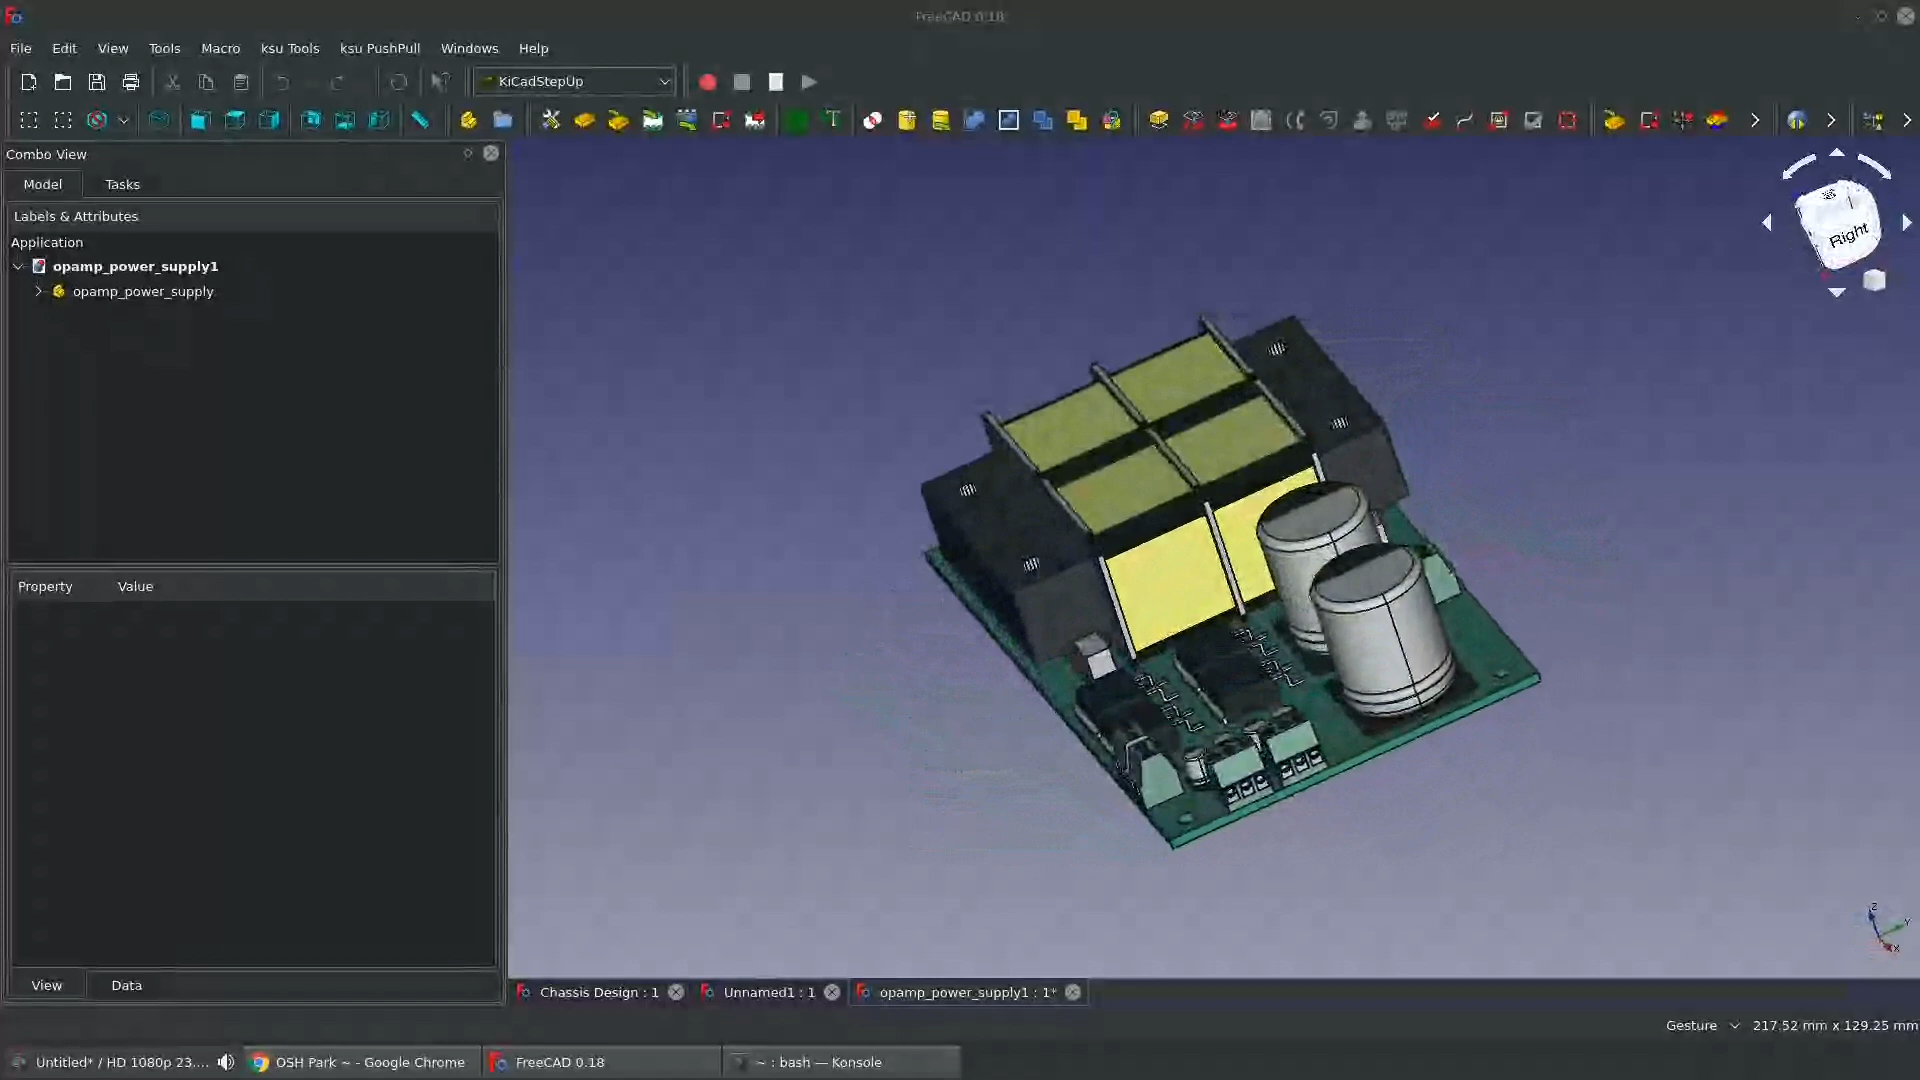 FreeCAD 0.18
File Edit View Tools Macro ksu Tools ksu PushPull Windows Help
KiCadStepUp
Combo View
Model Tasks
Labels & Attributes
Application
opamp_power_supply1
opamp_power_supply
Right
Property Value
View Data
Chassis Design : 1 Unnamed1 : 1 opamp_power_supply1 : 1*
Gesture 217.52 mm x 129.25 mm
Untitled* / HD 1080p 23.... OSH Park ~ - Google Chrome FreeCAD 0.18 ~ : bash — Konsole